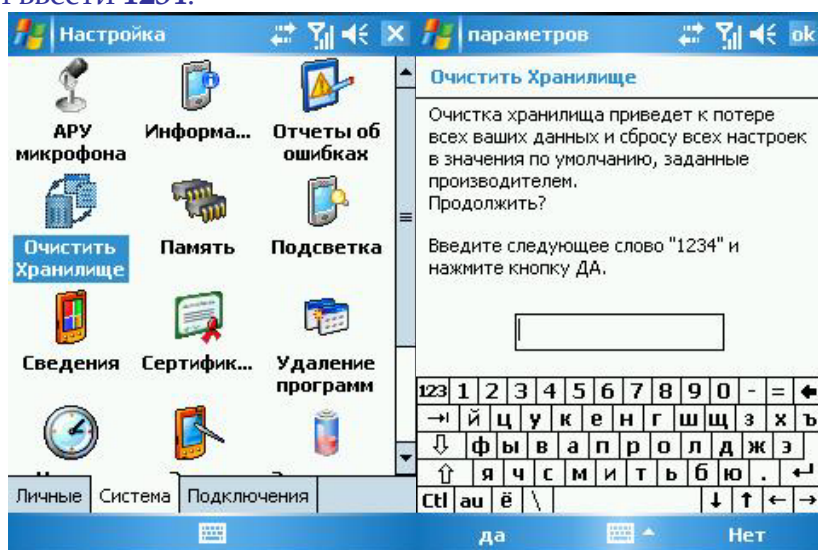 ввести 1234.
Настройка
АРУ микрофона
Информа...
Отчеты об ошибках
Очистить Хранилище
Память
Подсветка
Сведения
Сертифик...
Удаление программ
Личные
Система
Подключения
параметров
ok
Очистить Хранилище
Очистка хранилища приведет к потере
всех ваших данных и сбросу всех настроек
в значения по умолчанию, заданные
производителем.
Продолжить?
Введите следующее слово "1234" и
нажмите кнопку ДА.
123 1 2 3 4 5 6 7 8 9 0 - =
й ц у к е н г ш щ з х ъ
ф ы в а п р о л д ж э
я ч с м и т ь б ю .
Ctl au ё \
да
Нет